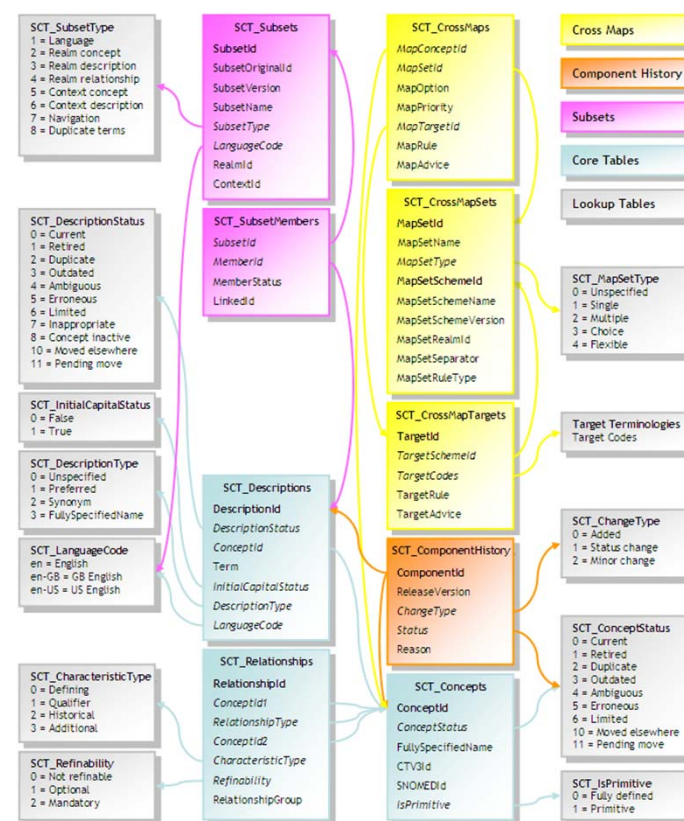 SCT_SubsetType
1 = Language
2 = Realm concept
3 = Realm description
4 = Realm relationship
5 = Context concept
6 = Context description
7 = Navigation
8 = Duplicate terms
SCT_DescriptionStatus
0 = Current
1 = Retired
2 = Duplicate
3 = Outdated
4 = Ambiguous
5 = Erroneous
6 = Limited
7 = Inappropriate
8 = Concept inactive
10 = Moved elsewhere
11 = Pending move
SCT_InitialCapitalStatus
0 = False
1 = True
SCT_DescriptionType
0 = Unspecified
1 = Preferred
2 = Synonym
3 = FullySpecifiedName
SCT_LanguageCode
en = English
en-GB = GB English
en-US = US English
SCT_CharacteristicType
0 = Defining
1 = Qualifier
2 = Historical
3 = Additional
SCT_Refinability
0 = Not refinable
1 = Optional
2 = Mandatory
SCT_Subsets
SubsetId
SubsetOriginalId
SubsetVersion
SubsetName
SubsetType
LanguageCode
RealmId
ContextId
SCT_SubsetMembers
SubsetId
MemberId
MemberStatus
LinkedId
SCT_Descriptions
DescriptionId
DescriptionStatus
ConceptId
Term
InitialCapitalStatus
DescriptionType
LanguageCode
SCT_Relationships
RelationshipId
ConceptId1
RelationshipType
ConceptId2
CharacteristicType
Refinability
RelationshipGroup
SCT_CrossMaps
MapConceptId
MapSetId
MapOption
MapPriority
MapTargetId
MapRule
MapAdvice
SCT_CrossMapSets
MapSetId
MapSetName
MapSetType
MapSetSchemeId
MapSetSchemeName
MapSetSchemeVersion
MapSetRealmId
MapSetSeparator
MapSetRuleType
SCT_CrossMapTargets
TargetId
TargetSchemeId
TargetCodes
TargetRule
TargetAdvice
SCT_ComponentHistory
ComponentId
ReleaseVersion
ChangeType
Status
Reason
SCT_Concepts
ConceptId
ConceptStatus
FullySpecifiedName
CTV3Id
SNOMEDId
IsPrimitive
Cross Maps
Component History
Subsets
Core Tables
Lookup Tables
SCT_MapSetType
0 = Unspecified
1 = Single
2 = Multiple
3 = Choice
4 = Flexible
Target Terminologies
Target Codes
SCT_ChangeType
0 = Added
1 = Status change
2 = Minor change
SCT_ConceptStatus
0 = Current
1 = Retired
2 = Duplicate
3 = Outdated
4 = Ambiguous
5 = Erroneous
6 = Limited
10 = Moved elsewhere
11 = Pending move
SCT_IsPrimitive
0 = Fully defined
1 = Primitive